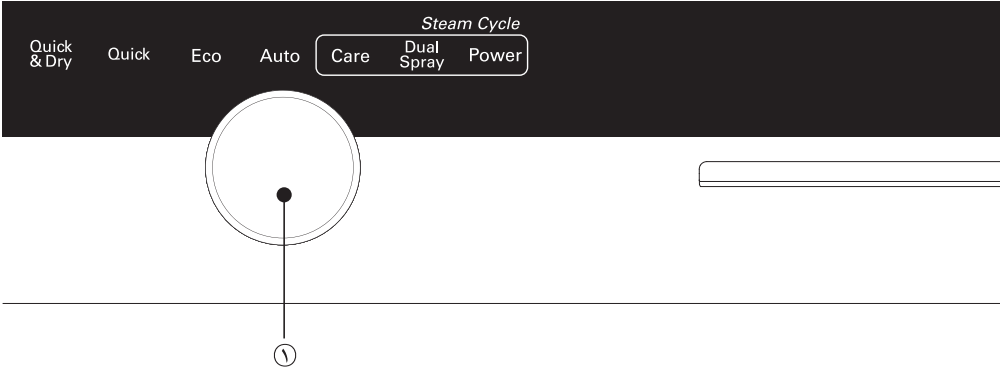 Steam Cycle
Quick
& Dry
Quick
Eco
Auto
Care
Dual
Spray
Power
١